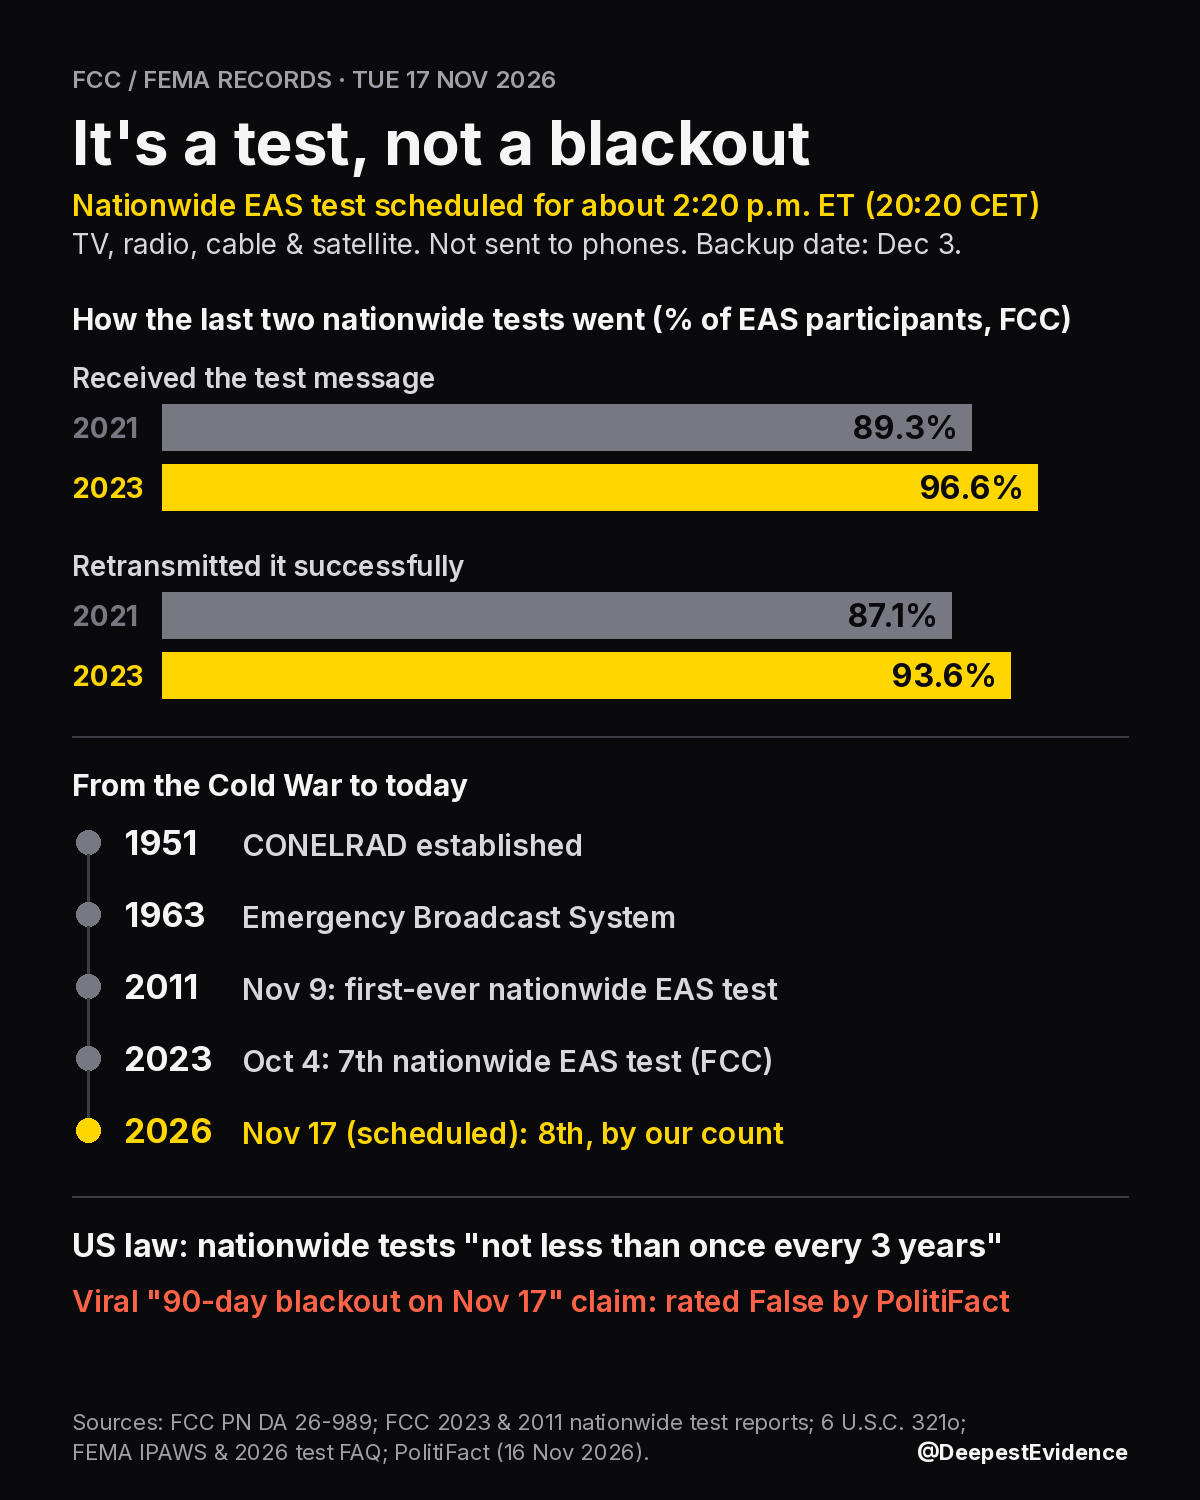 FCC / FEMA RECORDS · TUE 17 NOV 2026
It's a test, not a blackout
Nationwide EAS test scheduled for about 2:20 p.m. ET (20:20 CET)
TV, radio, cable & satellite. Not sent to phones. Backup date: Dec 3.
How the last two nationwide tests went (% of EAS participants, FCC)
Received the test message
2021 89.3%
2023 96.6%
Retransmitted it successfully
2021 87.1%
2023 93.6%
From the Cold War to today
1951 CONELRAD established
1963 Emergency Broadcast System
2011 Nov 9: first-ever nationwide EAS test
2023 Oct 4: 7th nationwide EAS test (FCC)
2026 Nov 17 (scheduled): 8th, by our count
US law: nationwide tests "not less than once every 3 years"
Viral "90-day blackout on Nov 17" claim: rated False by PolitiFact
Sources: FCC PN DA 26-989; FCC 2023 & 2011 nationwide test reports; 6 U.S.C. 321o;
FEMA IPAWS & 2026 test FAQ; PolitiFact (16 Nov 2026).
@DeepestEvidence